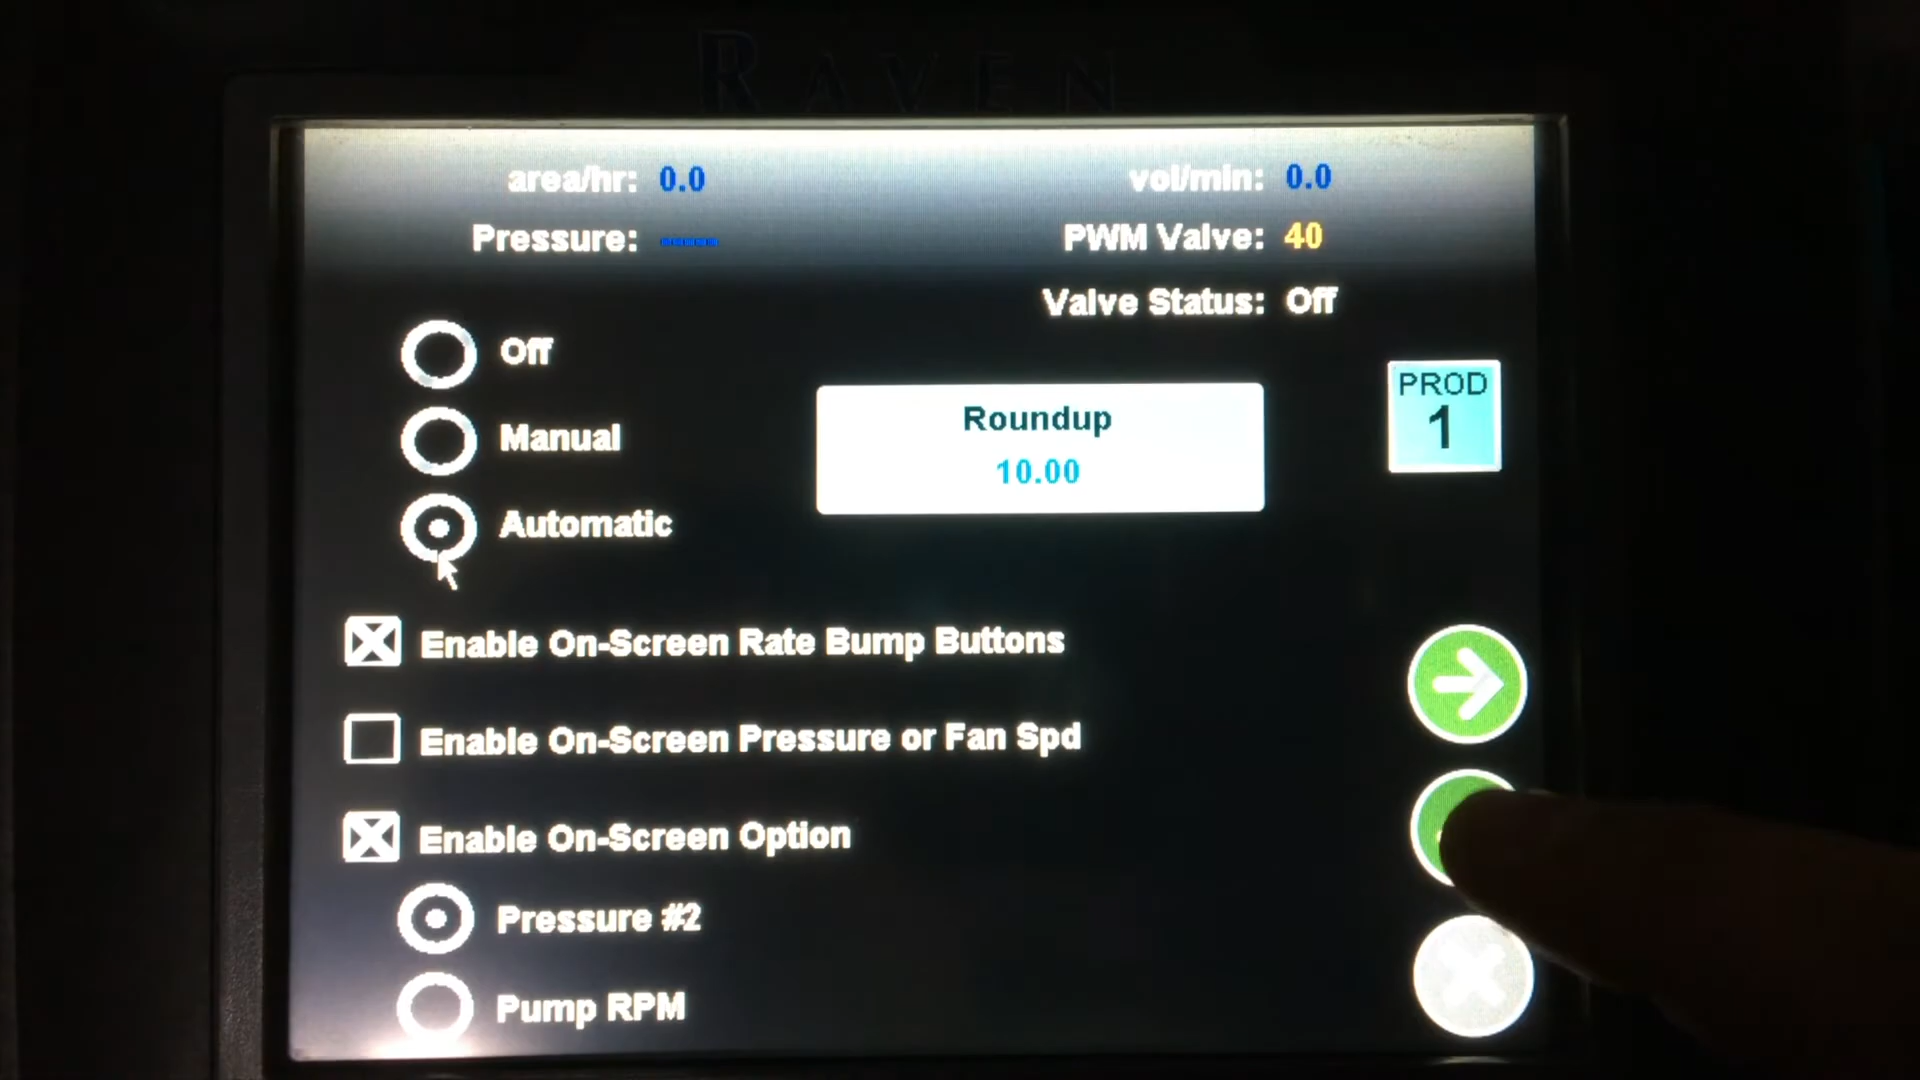 RAVEN
area/hr: 0.0
vol/min: 0.0
Pressure: -----
PWM Valve: 40
Valve Status: Off
Off
Manual
Automatic
Roundup
10.00
PROD
1
Enable On-Screen Rate Bump Buttons
Enable On-Screen Pressure or Fan Spd
Enable On-Screen Option
Pressure #2
Pump RPM